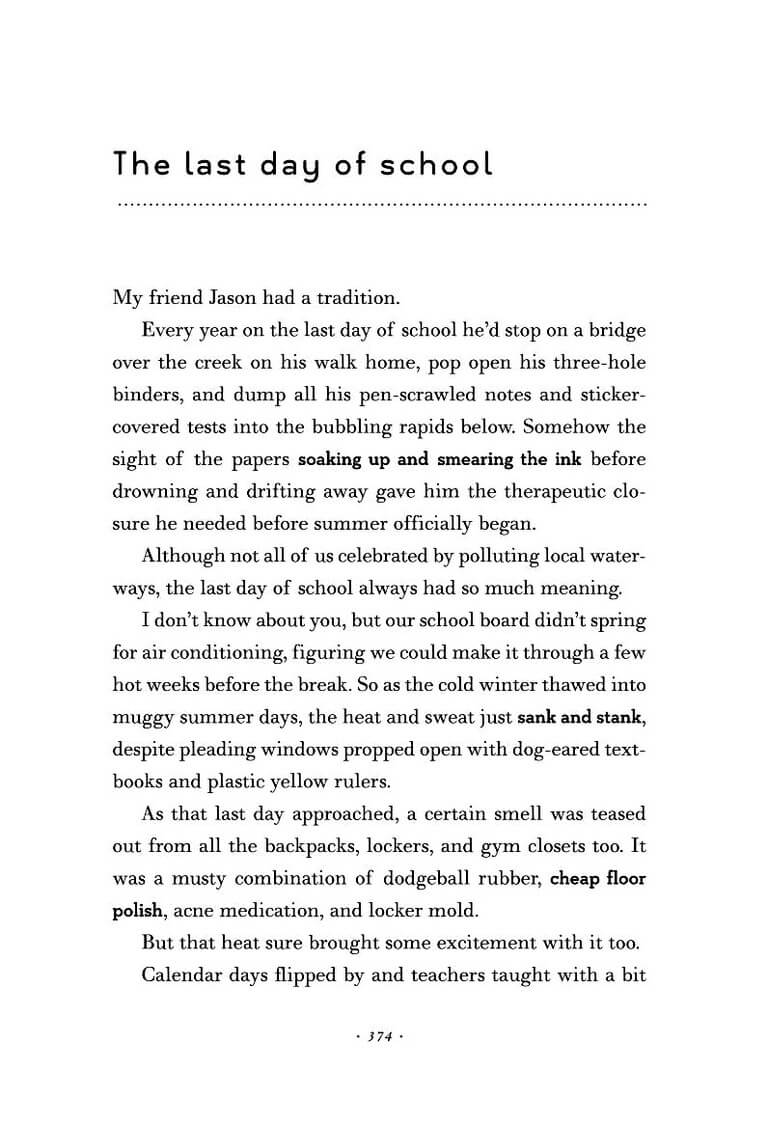 The last day of school
My friend Jason had a tradition.
Every year on the last day of school he’d stop on a bridge
over the creek on his walk home, pop open his three-hole
binders, and dump all his pen-scrawled notes and sticker-
covered tests into the bubbling rapids below. Somehow the
sight of the papers soaking up and smearing the ink before
drowning and drifting away gave him the therapeutic clo-
sure he needed before summer officially began.
Although not all of us celebrated by polluting local water-
ways, the last day of school always had so much meaning.
I don’t know about you, but our school board didn’t spring
for air conditioning, figuring we could make it through a few
hot weeks before the break. So as the cold winter thawed into
muggy summer days, the heat and sweat just sank and stank,
despite pleading windows propped open with dog-eared text-
books and plastic yellow rulers.
As that last day approached, a certain smell was teased
out from all the backpacks, lockers, and gym closets too. It
was a musty combination of dodgeball rubber, cheap floor
polish, acne medication, and locker mold.
But that heat sure brought some excitement with it too.
Calendar days flipped by and teachers taught with a bit
· 374 ·